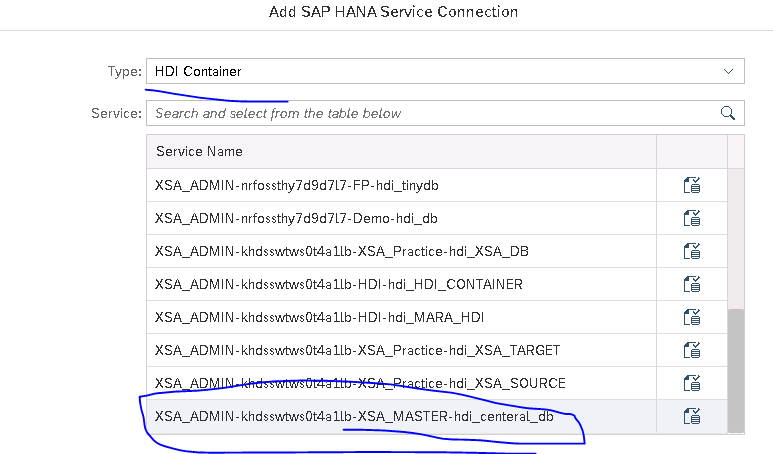 Add SAP HANA Service Connection
Type: HDI Container
Service: Search and select from the table below
Service Name
XSA_ADMIN-nrfossthy7d9d7l7-FP-hdi_tinydb
XSA_ADMIN-nrfossthy7d9d7l7-Demo-hdi_db
XSA_ADMIN-khdsswtws0t4a1lb-XSA_Practice-hdi_XSA_DB
XSA_ADMIN-khdsswtws0t4a1lb-HDI-hdi_HDI_CONTAINER
XSA_ADMIN-khdsswtws0t4a1lb-HDI-hdi_MARA_HDI
XSA_ADMIN-khdsswtws0t4a1lb-XSA_Practice-hdi_XSA_TARGET
XSA_ADMIN-khdsswtws0t4a1lb-XSA_Practice-hdi_XSA_SOURCE
XSA_ADMIN-khdsswtws0t4a1lb-XSA_MASTER-hdi_centeral_db